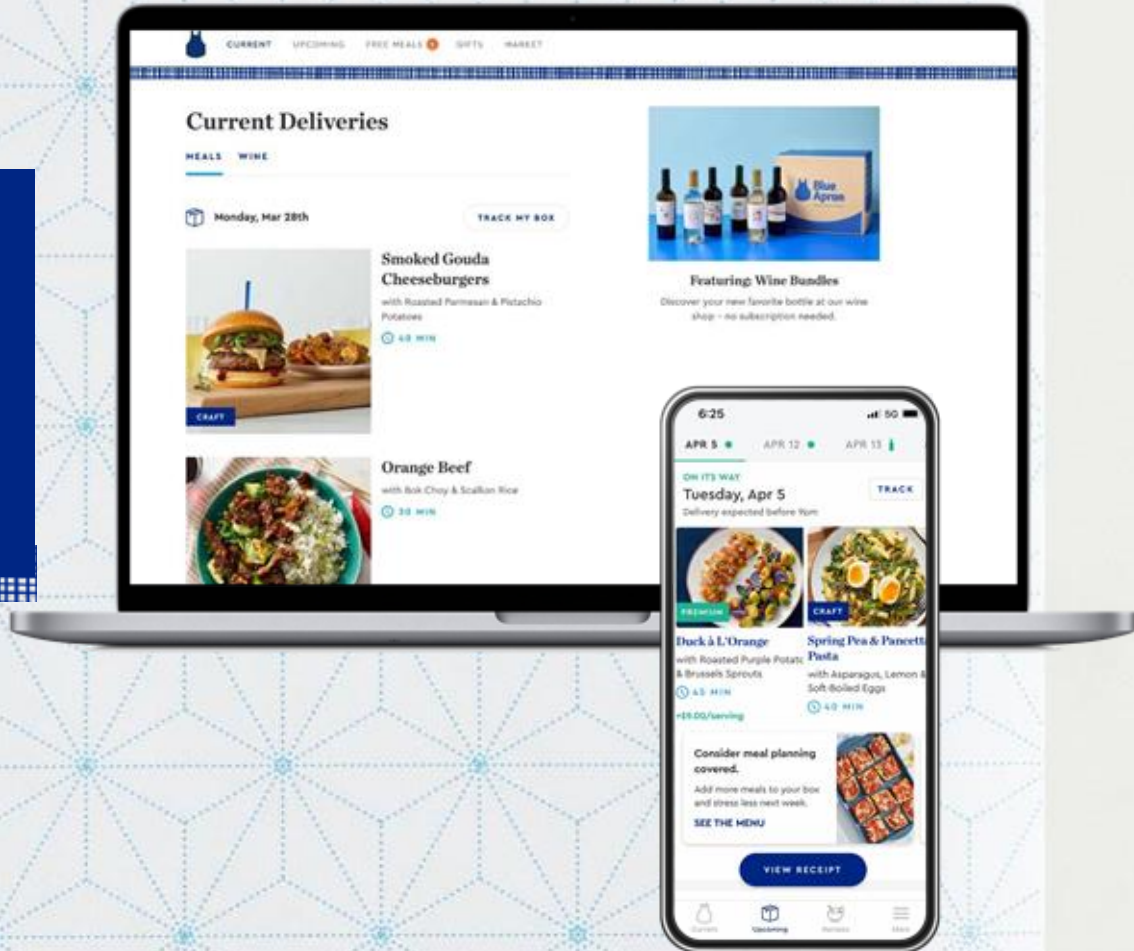 CURRENT UPCOMING FREE MEALS GIFTS MARKET
Current Deliveries
MEALS WINE
Monday, Mar 28th
TRACK MY BOX
Smoked Gouda
Cheeseburgers
with Roasted Parmesan & Pistachio
Potatoes
40 MIN
CRAFT
Orange Beef
with Bok Choy & Scallion Rice
30 MIN
Blue
Apron
Featuring: Wine Bundles
Discover your new favorite bottle at our wine
shop – no subscription needed.
6:25
5G
APR 5 APR 12 APR 13
ON ITS WAY
Tuesday, Apr 5
TRACK
Delivery expected before 9pm
PREMIUM
Duck à L'Orange
with Roasted Purple Potato
& Brussels Sprouts
45 MIN
CRAFT
Spring Pea & Pancetta
Pasta
with Asparagus, Lemon &
Soft-Boiled Eggs
40 MIN
Consider meal planning
covered.
Add more meals to your box
and stress less next week.
SEE THE MENU
VIEW RECEIPT
Current Upcoming Recipes More